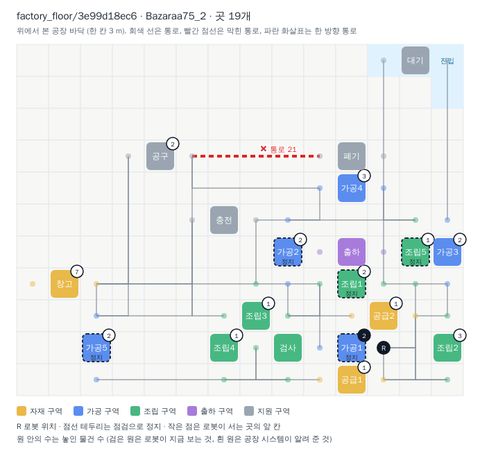 factory_floor/3e99d18ec6 · Bazaraa75_2 · 곳 19개
위에서 본 공장 바닥 (한 칸 3 m). 회색 선은 통로, 빨간 점선은 막힌 통로, 파란 화살표는 한 방향 통로
대기
진입
공구
2
✕ 통로 21
폐기
가공4
3
충전
가공2
2
정지
출하
조립5
1
정지
가공3
2
창고
7
조립1
2
정지
조립3
1
공급2
1
가공5
2
정지
조립4
1
검사
가공1
2
정지
R
조립2
3
공급1
1
자재 구역
가공 구역
조립 구역
출하 구역
지원 구역
R 로봇 위치 · 점선 테두리는 점검으로 정지 · 작은 점은 로봇이 서는 곳의 앞 칸
원 안의 수는 놓인 물건 수 (검은 원은 로봇이 지금 보는 것, 흰 원은 공장 시스템이 알려 준 것)